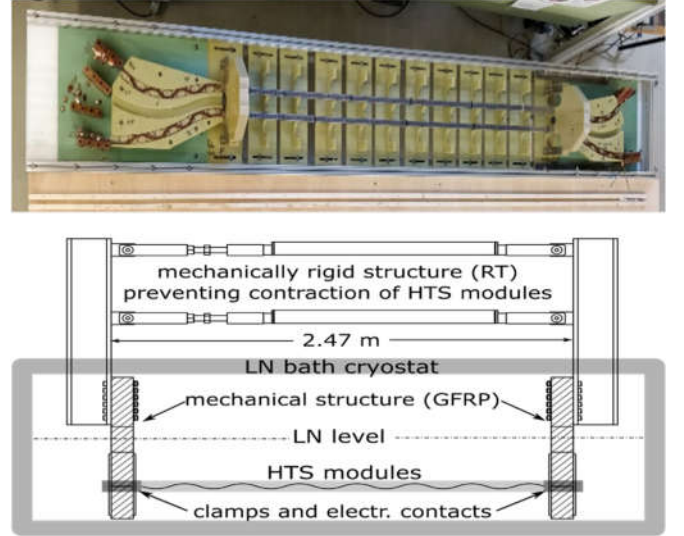 mechanically rigid structure (RT)
preventing contraction of HTS modules
2.47 m
LN bath cryostat
mechanical structure (GFRP)
LN level
HTS modules
clamps and electr. contacts